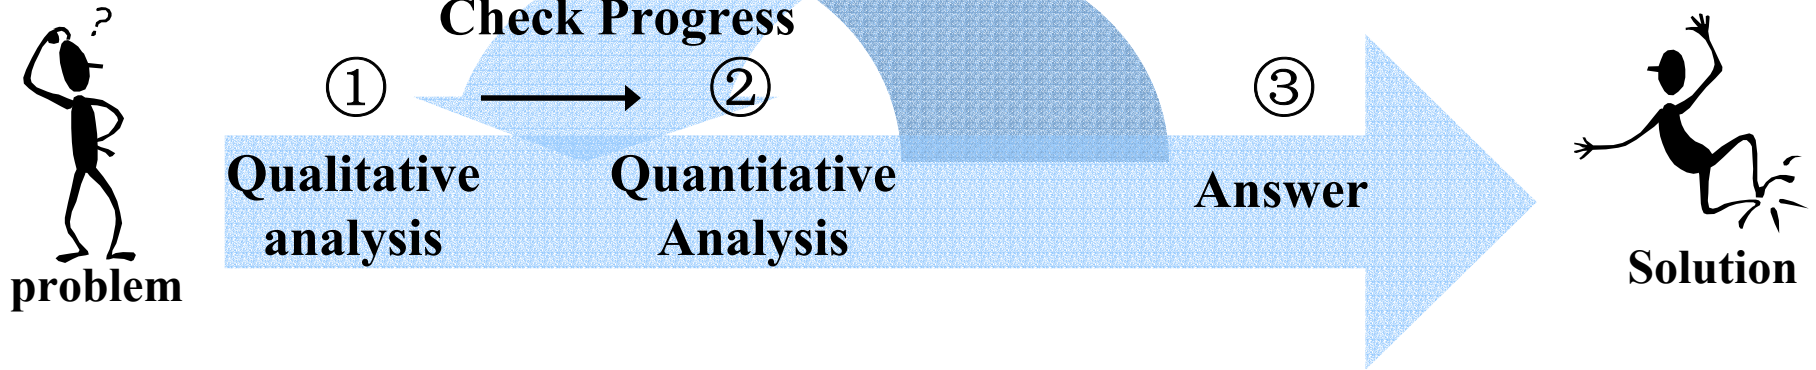 ?
Check Progress
① ② ③
Qualitative
analysis
Quantitative
Analysis
Answer
problem
Solution